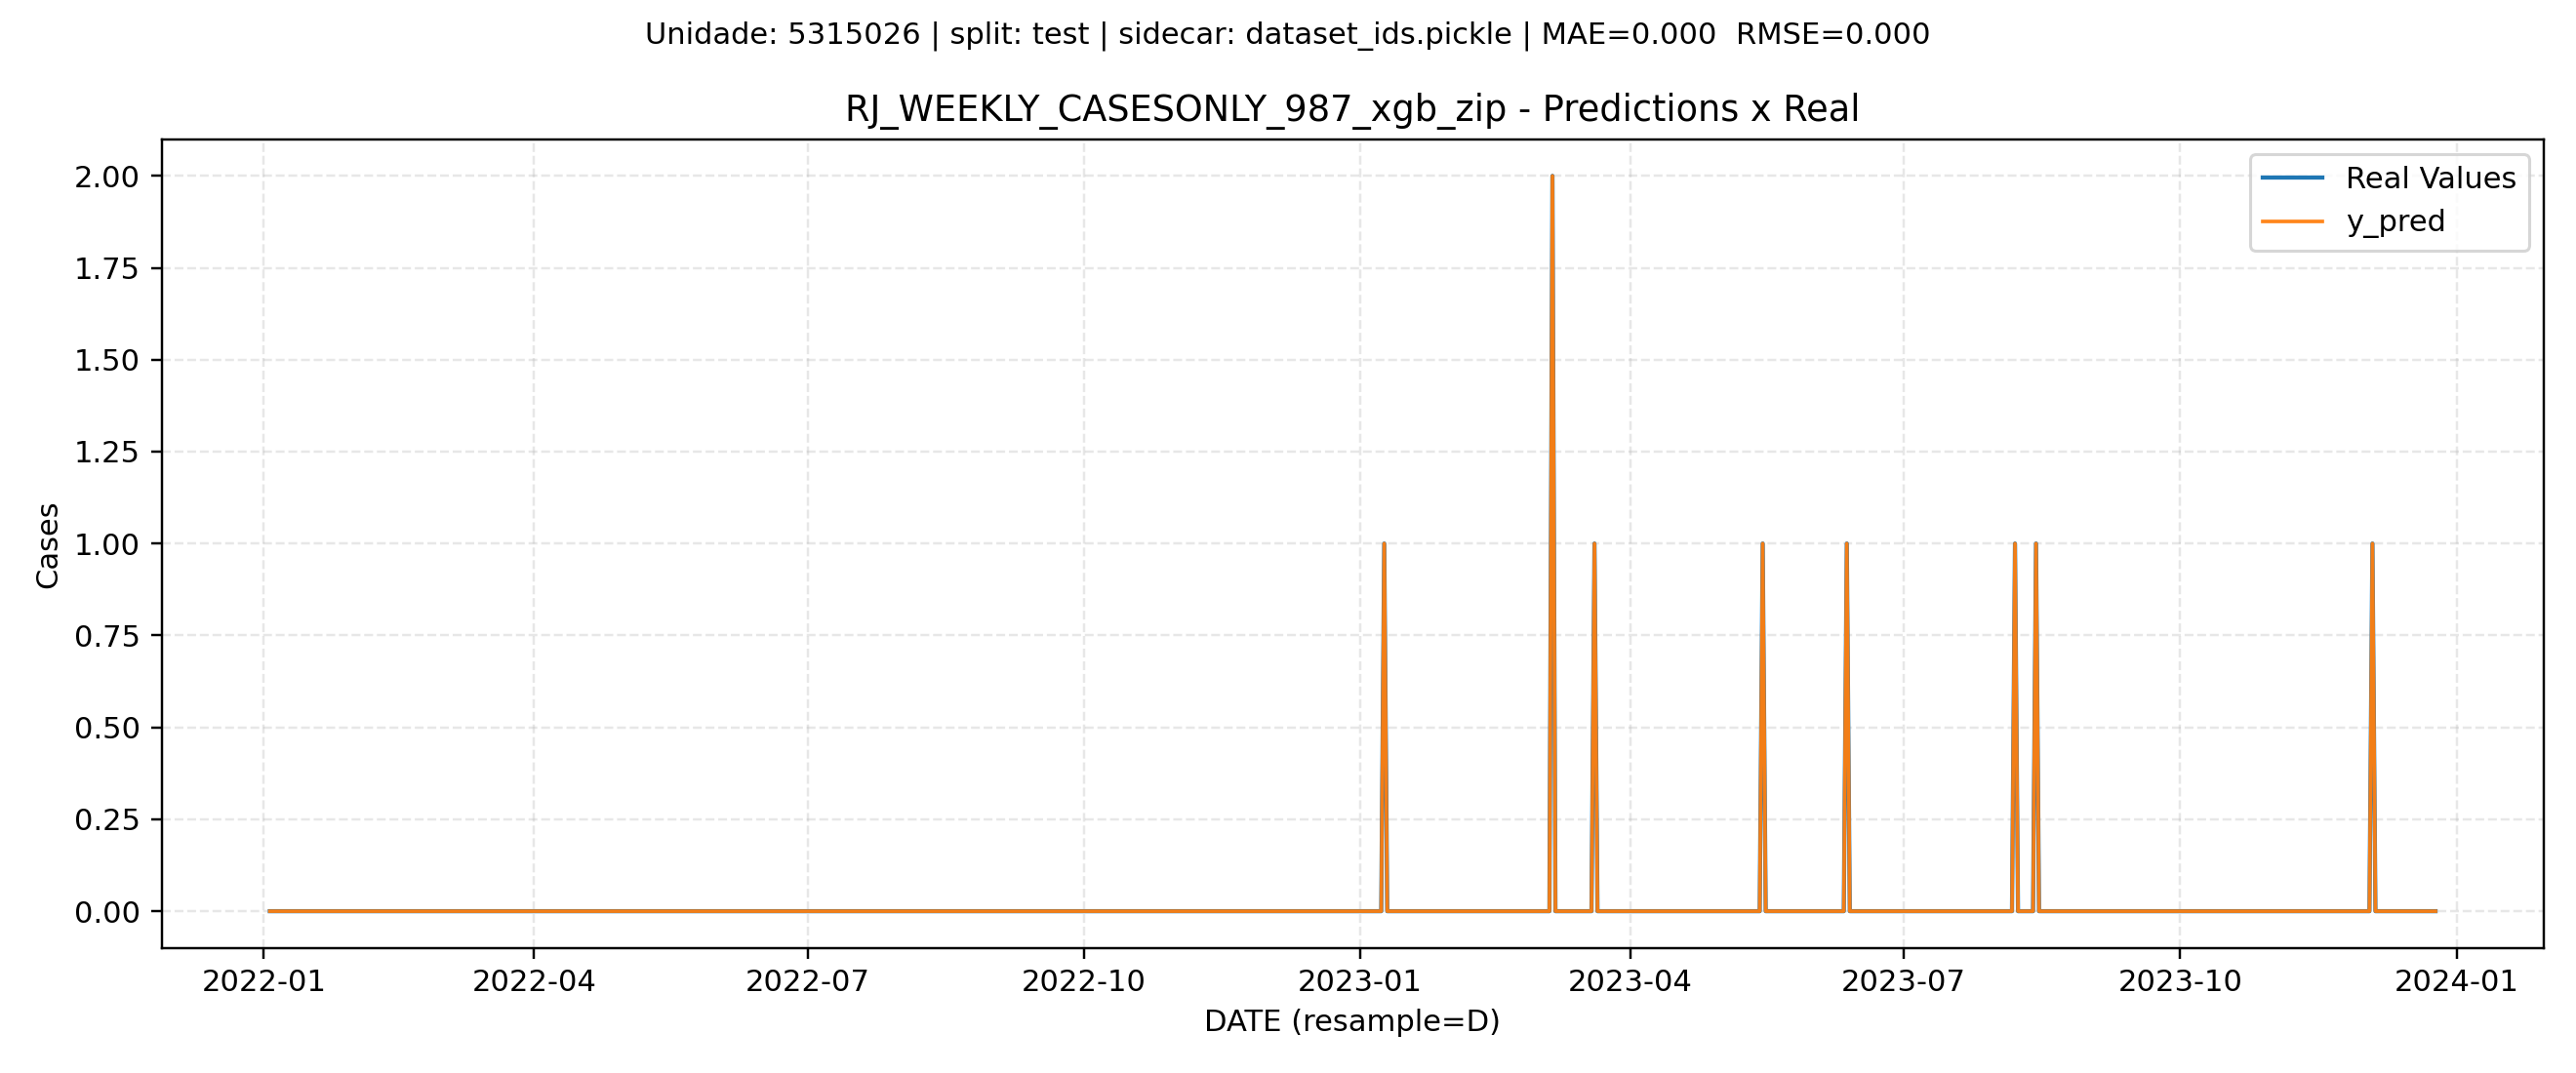 Unidade: 5315026 | split: test | sidecar: dataset_ids.pickle | MAE=0.000  RMSE=0.000
RJ_WEEKLY_CASESONLY_987_xgb_zip - Predictions x Real
Real Values
y_pred
2.00
1.75
1.50
1.25
1.00
0.75
0.50
0.25
0.00
Cases
2022-01 2022-04 2022-07 2022-10 2023-01 2023-04 2023-07 2023-10 2024-01
DATE (resample=D)